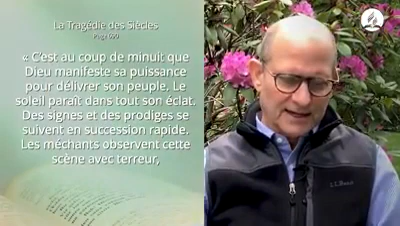 La Tragédie des Siècles
« C'est au coup de minuit que
Dieu manifeste sa puissance
pour délivrer son peuple. Le
soleil paraît dans tout son éclat.
Des signes et des prodiges se
suivent en succession rapide.
Les méchants observent cette
scène avec terreur,